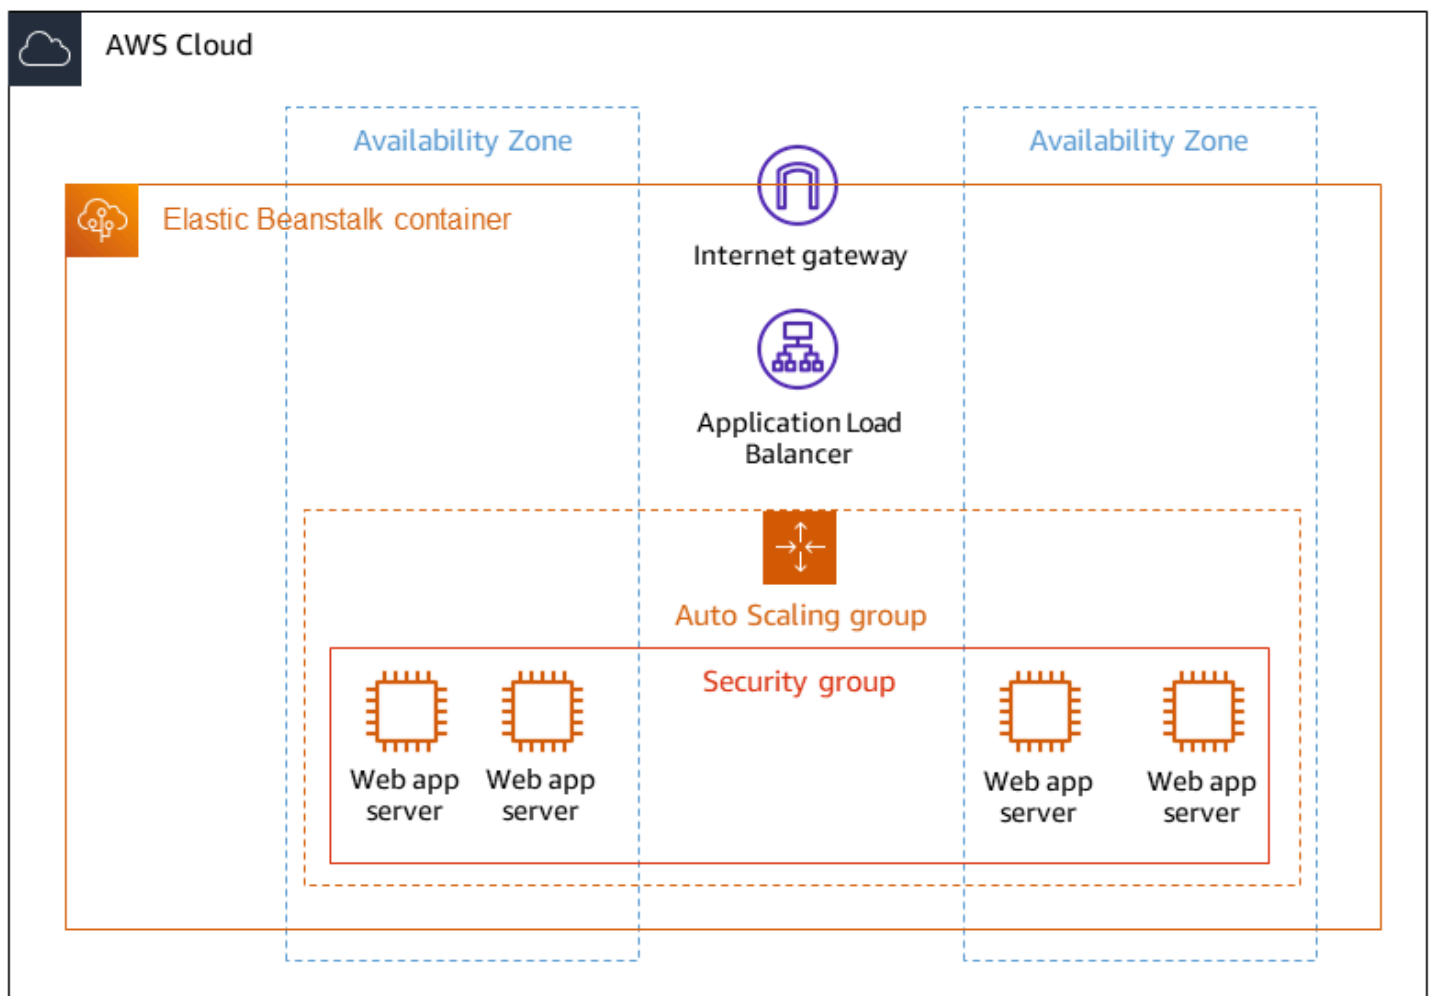 AWS Cloud
Availability Zone
Availability Zone
Elastic Beanstalk container
Internet gateway
Application Load
Balancer
Auto Scaling group
Security group
Web app
server
Web app
server
Web app
server
Web app
server